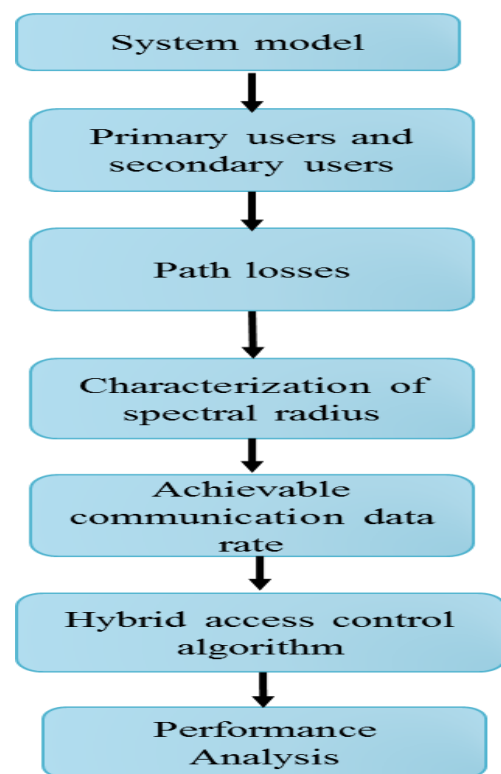 System model
Primary users and
secondary users
Path losses
Characterization of
spectral radius
Achievable
communication data
rate
Hybrid access control
algorithm
Performance
Analysis